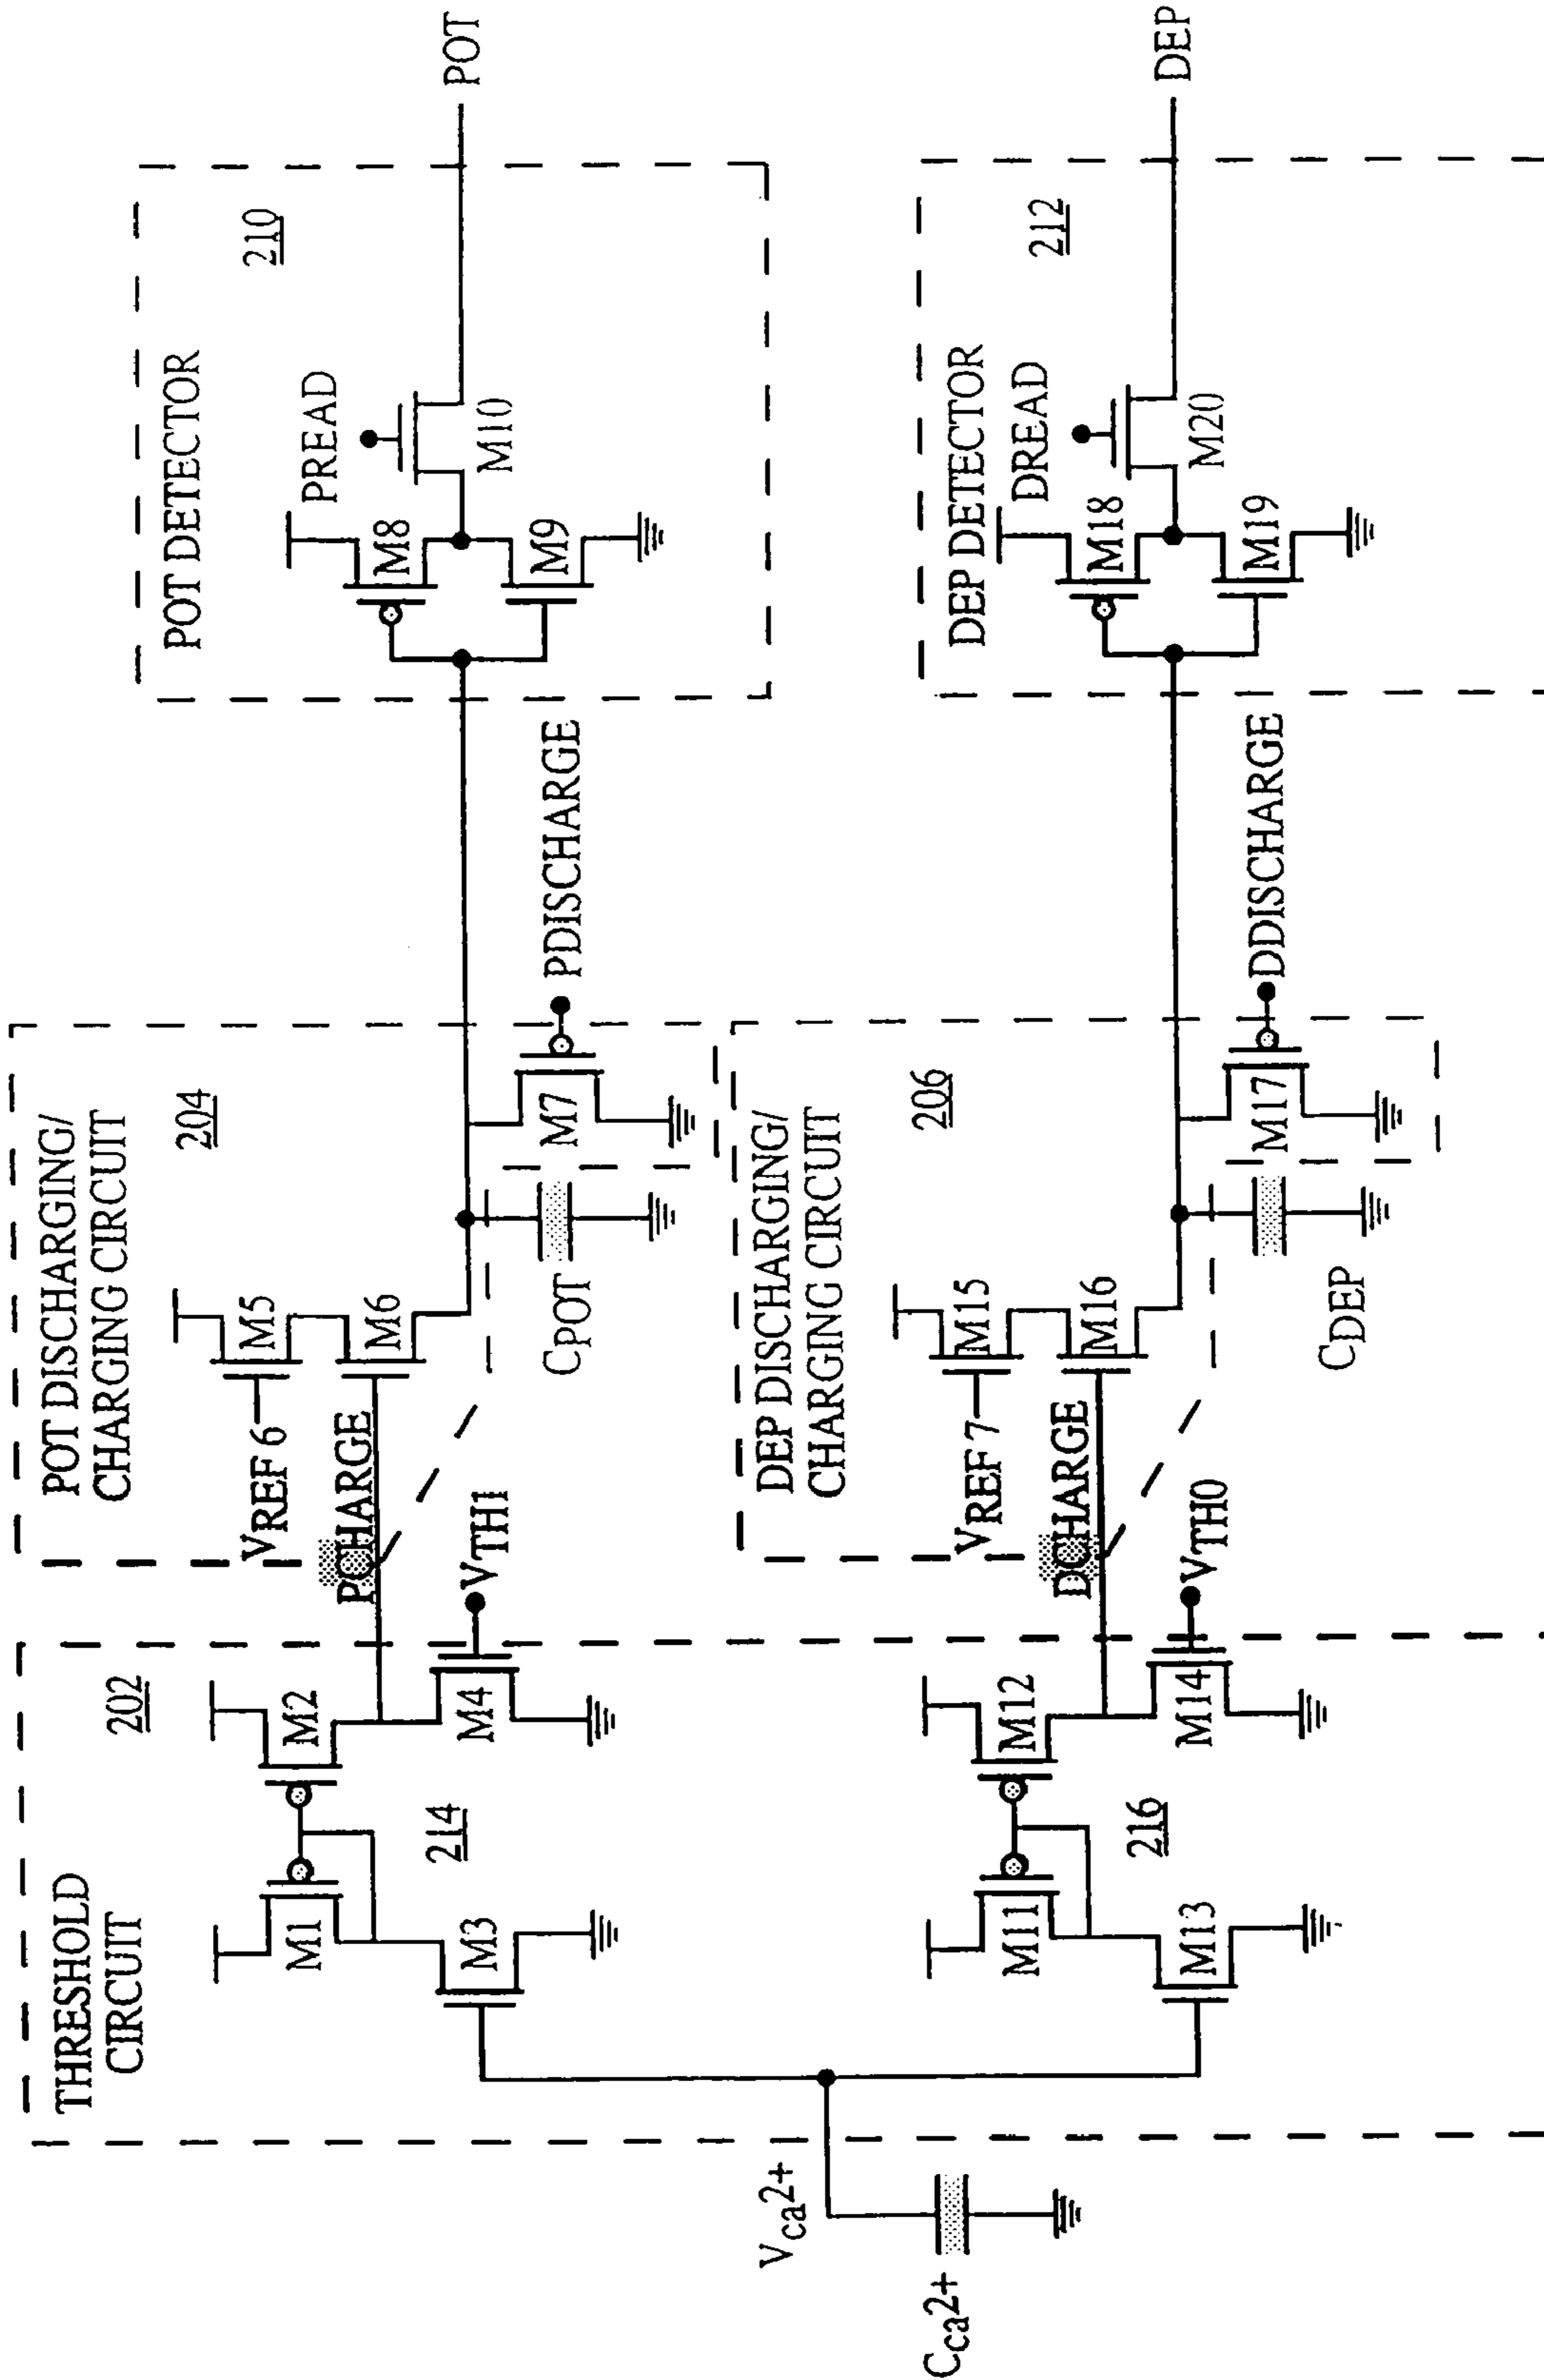 THRESHOLD
CIRCUIT
202
M1
M2
214
M3
M4
VTH1
Vca2+
Cca2+
M11
M12
216
M13
M14
VTH0
POT DISCHARGING/
CHARGING CIRCUIT
204
VREF 6
M5
M6
PCHARGE
CPOT
M7
PDISCHARGE
DEP DISCHARGING/
CHARGING CIRCUIT
206
VREF 7
M15
M16
DCHARGE
CDEP
M17
DDISCHARGE
POT DETECTOR
210
PREAD
M8
M9
M10
POT
DEP DETECTOR
212
DREAD
M18
M19
M20
DEP